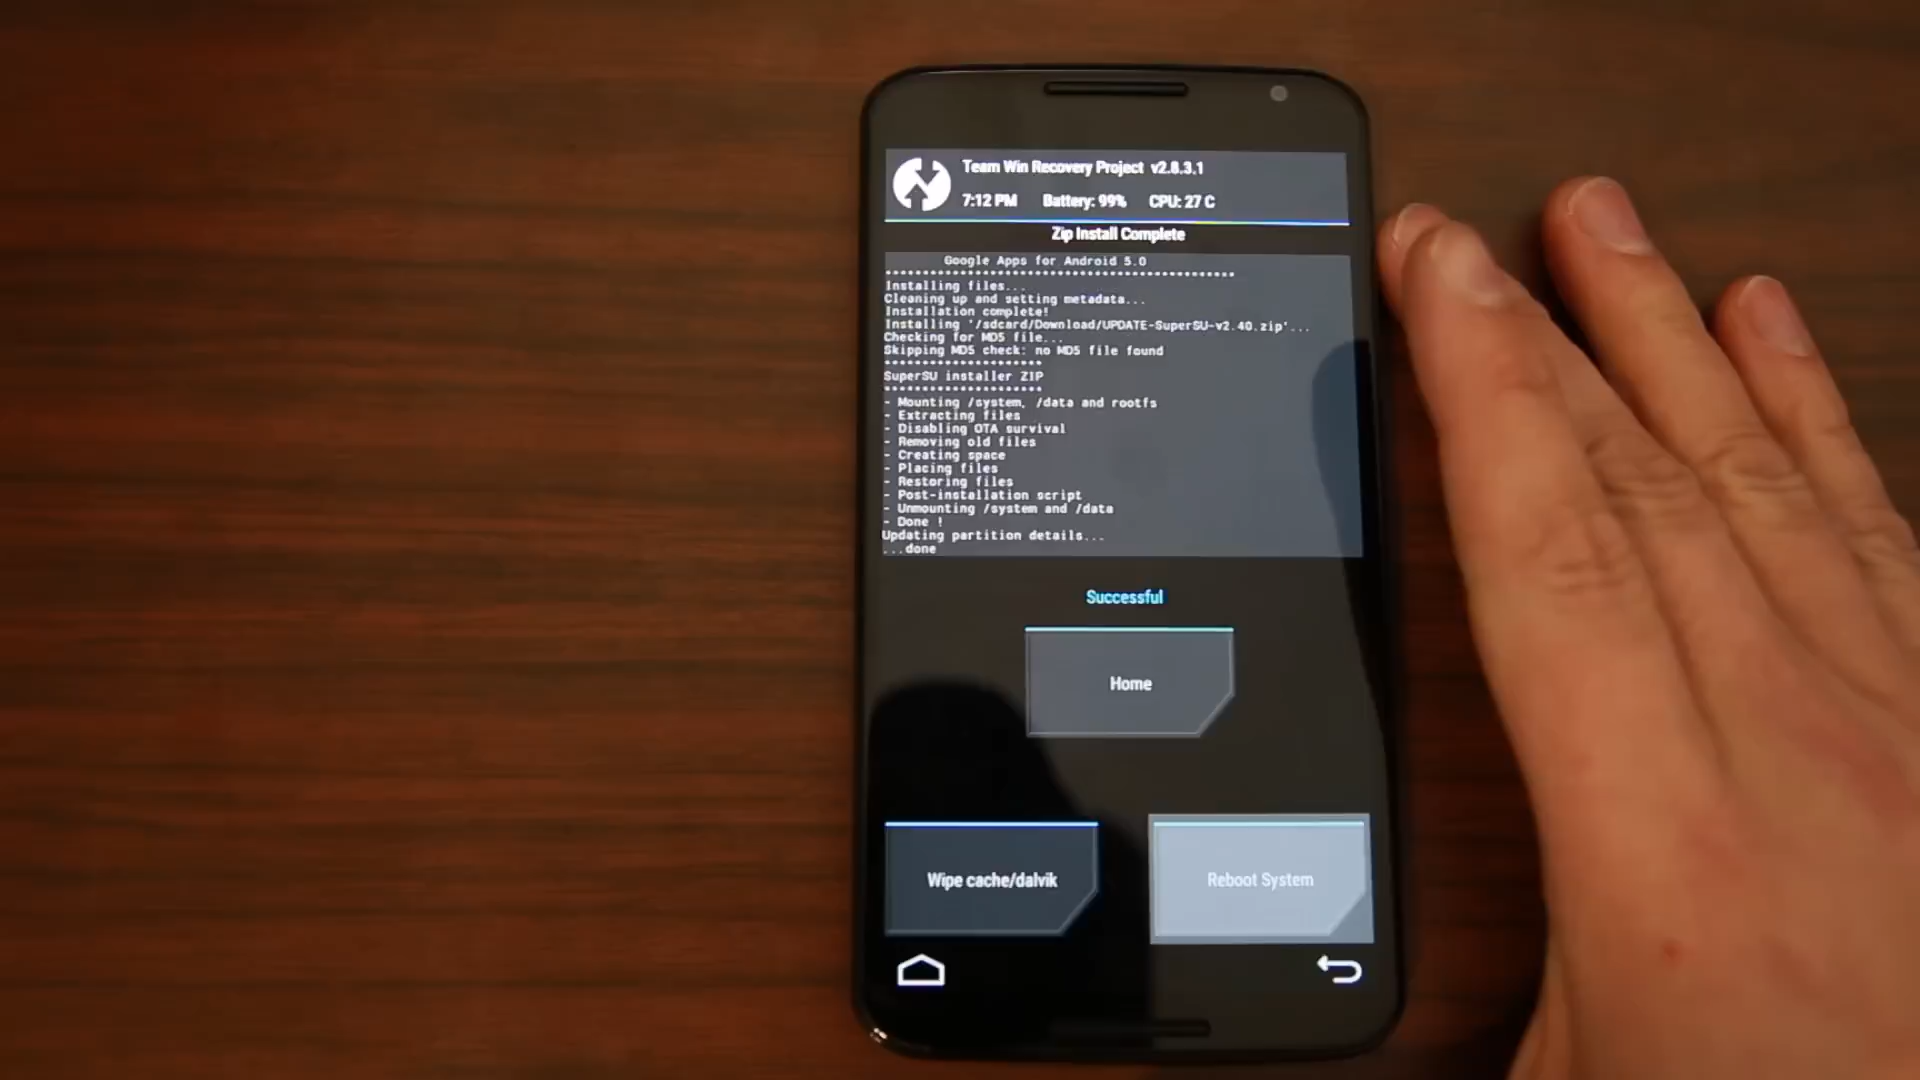 Team Win Recovery Project v2.8.3.1
7:12 PM Battery: 99% CPU: 27 C
Zip Install Complete
Google Apps for Android 5.0
**********************************************
Installing files...
Cleaning up and setting metadata...
Installation complete!
Installing '/sdcard/Download/UPDATE-SuperSU-v2.40.zip'...
Checking for MD5 file...
Skipping MD5 check: no MD5 file found
*********************
SuperSU installer ZIP
*********************
- Mounting /system, /data and rootfs
- Extracting files
- Disabling OTA survival
- Removing old files
- Creating space
- Placing files
- Restoring files
- Post-installation script
- Unmounting /system and /data
- Done !
Updating partition details...
...done
Successful
Home
Wipe cache/dalvik
Reboot System